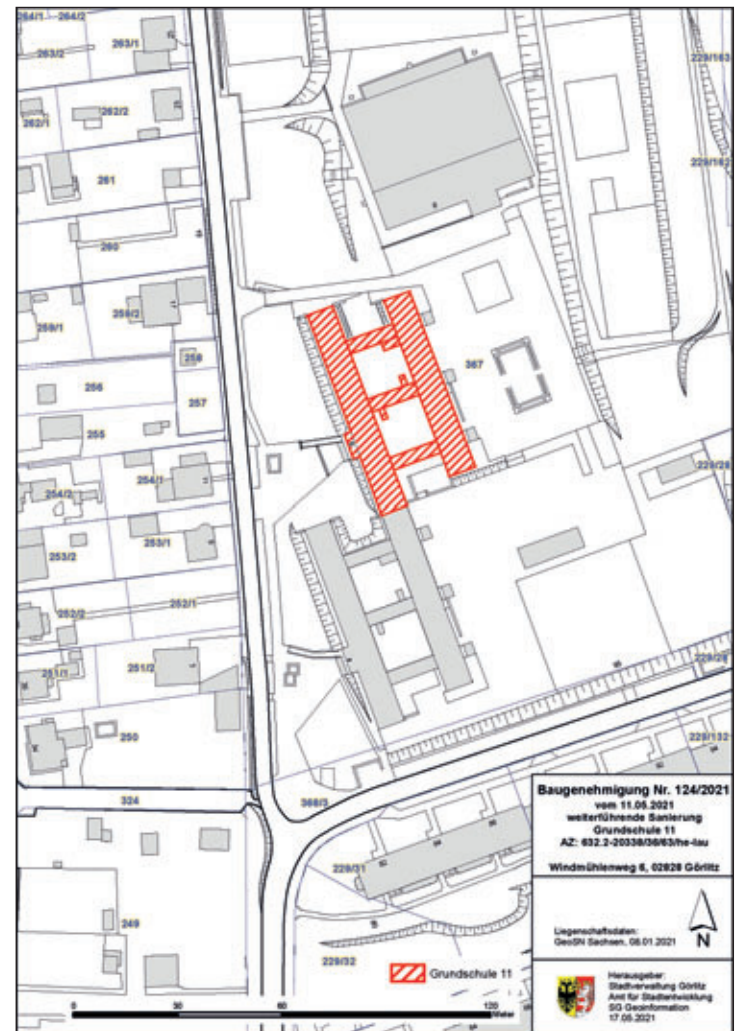 264/1
264/2
263/1
263/2
229/163
262/1
262/2
229/162
261
260
259/1
259/2
258
367
256
257
255
254/1
254/2
229/28
253/1
253/2
252/1
252/2
251/1
251/2
229/28
250
229/132
324
368/3
229/31
249
229/32
Baugenehmigung Nr. 124/2021
vom 11.05.2021
weiterführende Sanierung
Grundschule 11
AZ: 632.2-20338/36/63/he-lau
Windmühlenweg 6, 02828 Görlitz
Liegenschaftsdaten:
GeoSN Sachsen, 08.01.2021
N
Herausgeber:
Stadtverwaltung Görlitz
Amt für Stadtentwicklung
SG Geoinformation
17.05.2021
Grundschule 11
0 30 60 120
Meter